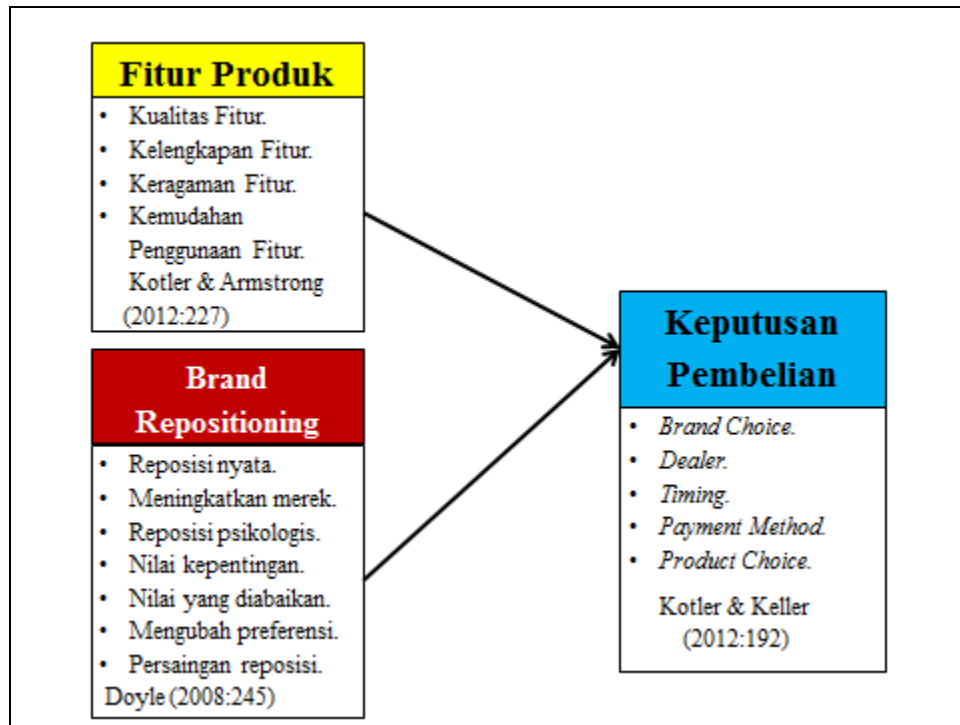 Fitur Produk
• Kualitas Fitur.
• Kelengkapan Fitur.
• Keragaman Fitur.
• Kemudahan
Penggunaan Fitur.
Kotler & Armstrong
(2012:227)
Brand
Repositioning
• Reposisi nyata.
• Meningkatkan merek.
• Reposisi psikologis.
• Nilai kepentingan.
• Nilai yang diabaikan.
• Mengubah preferensi.
• Persaingan reposisi.
Doyle (2008:245)
Keputusan
Pembelian
• Brand Choice.
• Dealer.
• Timing.
• Payment Method.
• Product Choice.
Kotler & Keller
(2012:192)